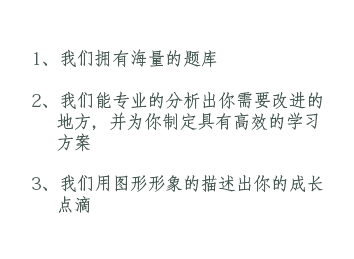 1、我们拥有海量的题库
2、我们能专业的分析出你需要改进的
地方，并为你制定具有高效的学习
方案
3、我们用图形形象的描述出你的成长
点滴